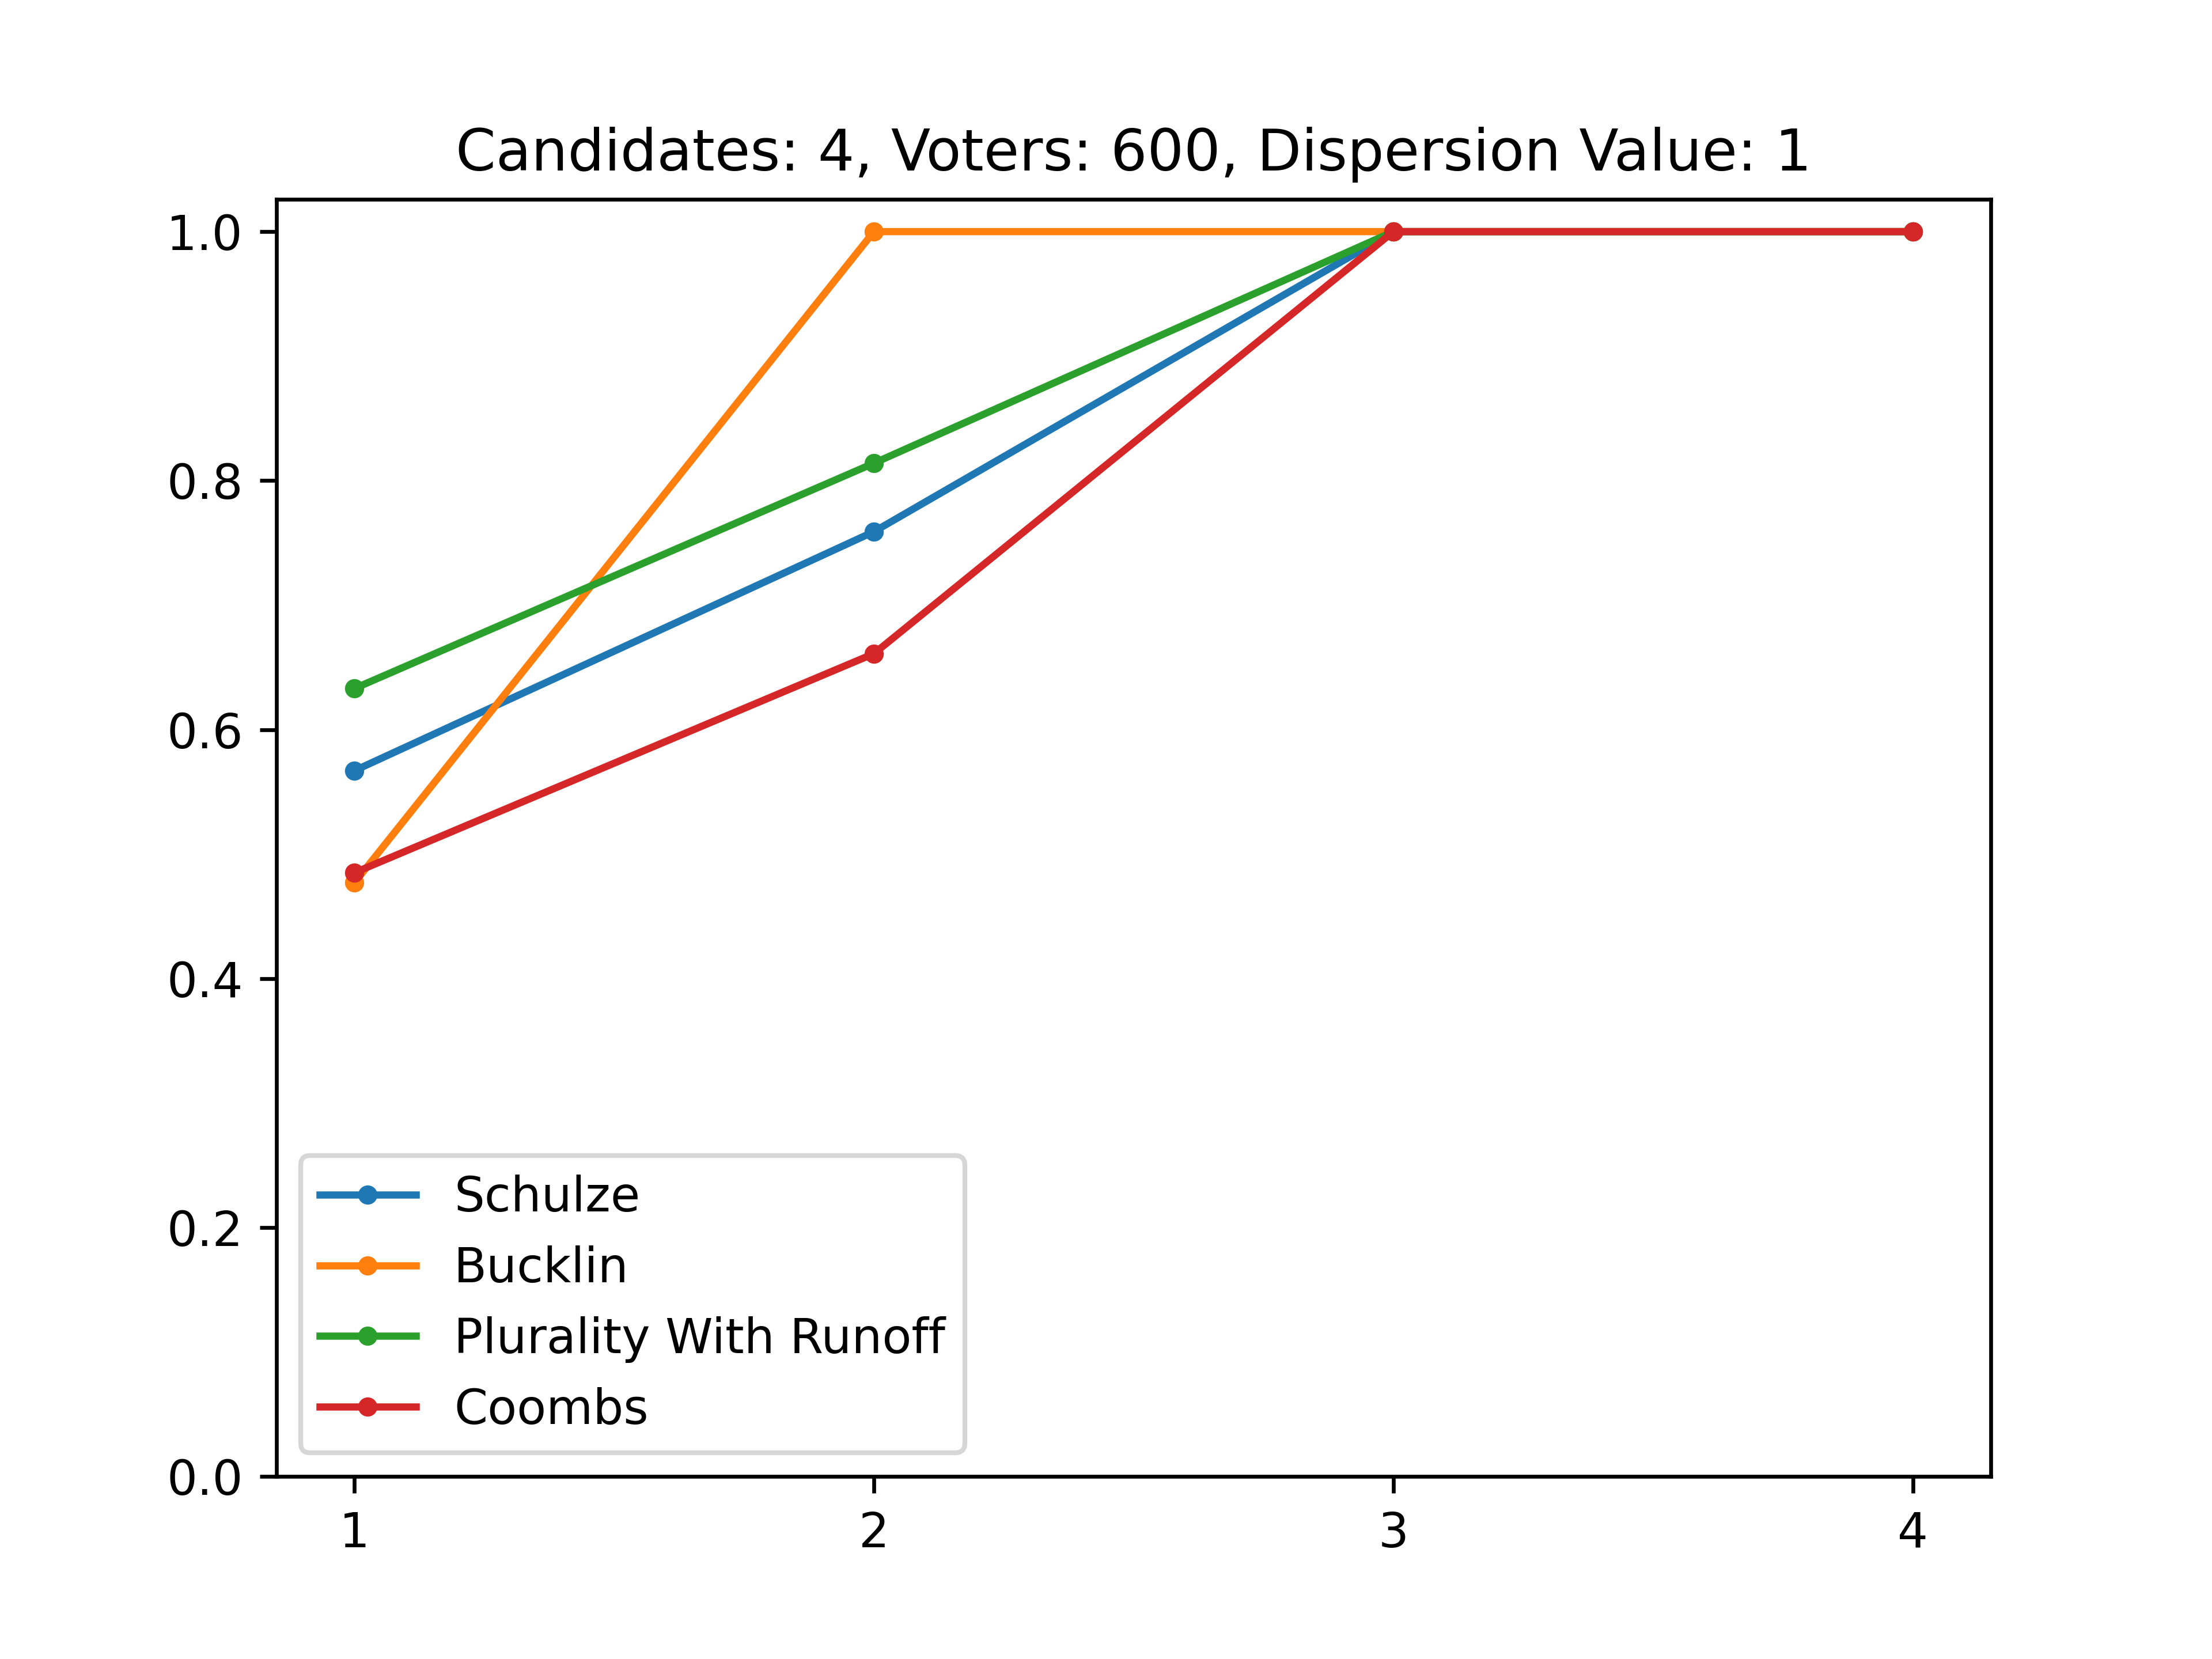 Candidates: 4, Voters: 600, Dispersion Value: 1
1.0
0.8
0.6
0.4
0.2
0.0
Schulze
Bucklin
Plurality With Runoff
Coombs
1 2 3 4